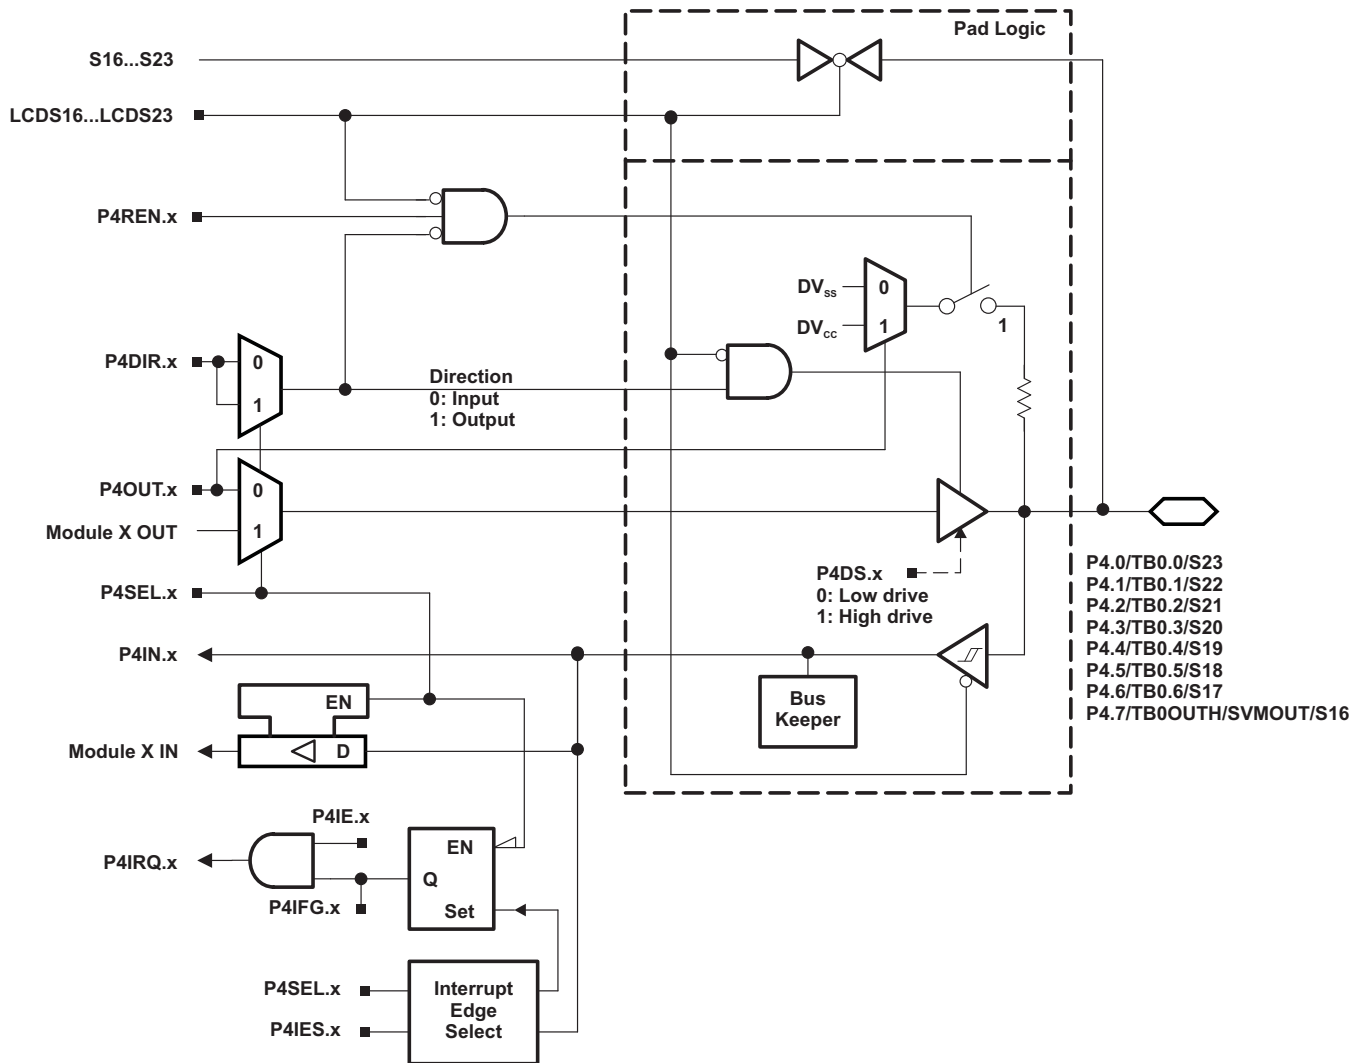 Pad Logic
S16...S23
LCDS16...LCDS23
P4REN.x
DVSS
0
DVCC
1
1
P4DIR.x
0
1
Direction
0: Input
1: Output
P4OUT.x
0
Module X OUT
1
P4SEL.x
P4DS.x
0: Low drive
1: High drive
P4.0/TB0.0/S23
P4.1/TB0.1/S22
P4.2/TB0.2/S21
P4.3/TB0.3/S20
P4.4/TB0.4/S19
P4.5/TB0.5/S18
P4.6/TB0.6/S17
P4.7/TB0OUTH/SVMOUT/S16
P4IN.x
Bus
Keeper
EN
Module X IN
D
P4IE.x
P4IRQ.x
EN
Q
P4IFG.x
Set
P4SEL.x
P4IES.x
Interrupt
Edge
Select